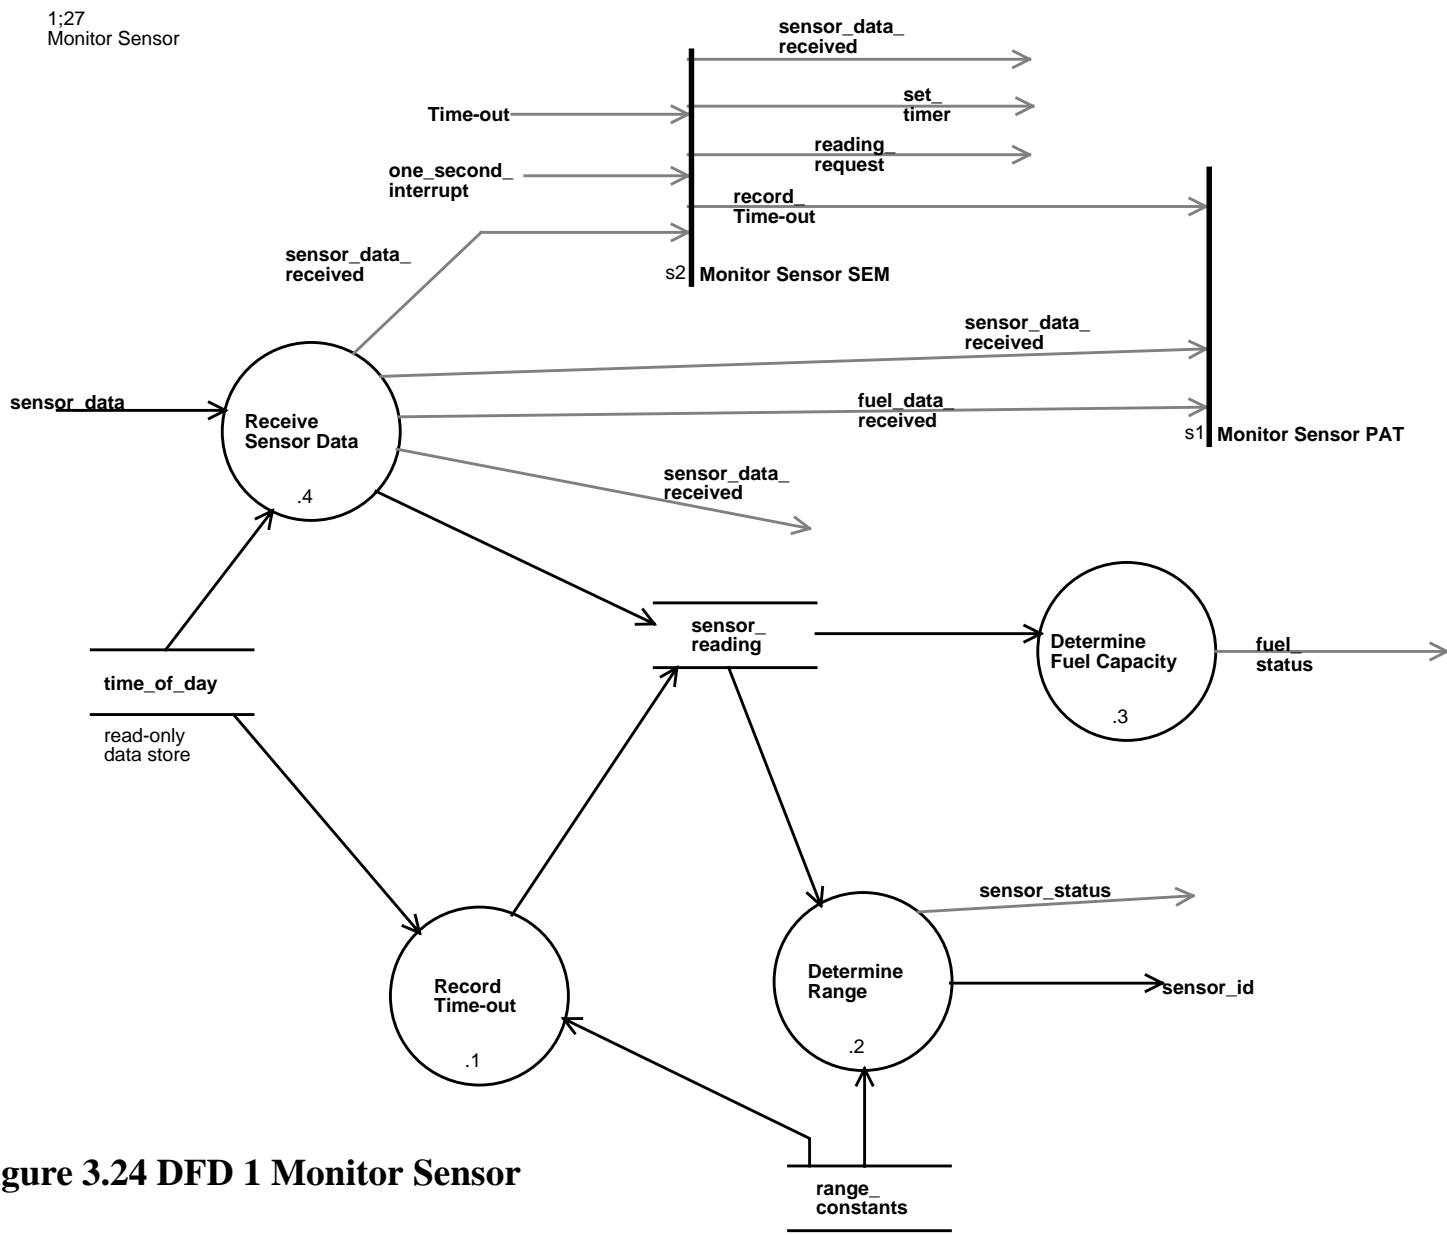 1;27
Monitor Sensor
sensor_data_
received
set_
timer
Time-out
reading_
request
one_second_
interrupt
record_
Time-out
sensor_data_
received
s2 Monitor Sensor SEM
sensor_data_
received
sensor_data
Receive
Sensor Data
.4
fuel_data_
received
s1 Monitor Sensor PAT
sensor_data_
received
sensor_
reading
Determine
Fuel Capacity
.3
fuel_
status
time_of_day
read-only
data store
sensor_status
Record
Time-out
.1
Determine
Range
.2
sensor_id
gure 3.24 DFD 1 Monitor Sensor
range_
constants